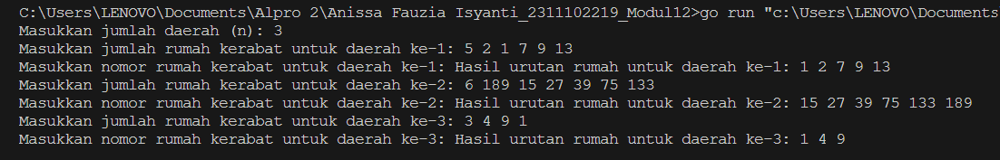 C:\Users\LENOVO\Documents\Alpro 2\Anissa Fauzia Isyanti_2311102219_Modul12>go run "c:\Users\LENOVO\Documents
Masukkan jumlah daerah (n): 3
Masukkan jumlah rumah kerabat untuk daerah ke-1: 5 2 1 7 9 13
Masukkan nomor rumah kerabat untuk daerah ke-1: Hasil urutan rumah untuk daerah ke-1: 1 2 7 9 13
Masukkan jumlah rumah kerabat untuk daerah ke-2: 6 189 15 27 39 75 133
Masukkan nomor rumah kerabat untuk daerah ke-2: Hasil urutan rumah untuk daerah ke-2: 15 27 39 75 133 189
Masukkan jumlah rumah kerabat untuk daerah ke-3: 3 4 9 1
Masukkan nomor rumah kerabat untuk daerah ke-3: Hasil urutan rumah untuk daerah ke-3: 1 4 9